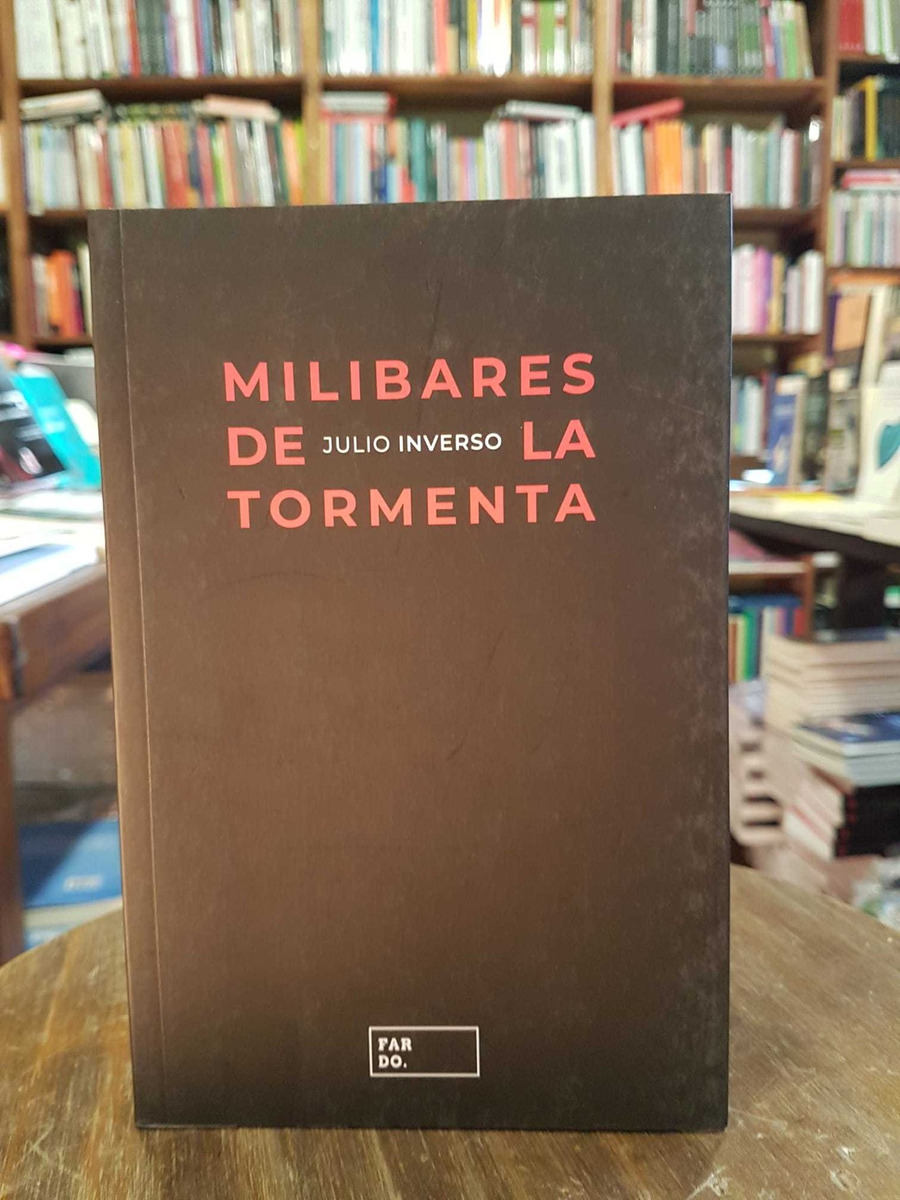 MILIBARES
DE JULIO INVERSO LA
TORMENTA
FAR
DO.